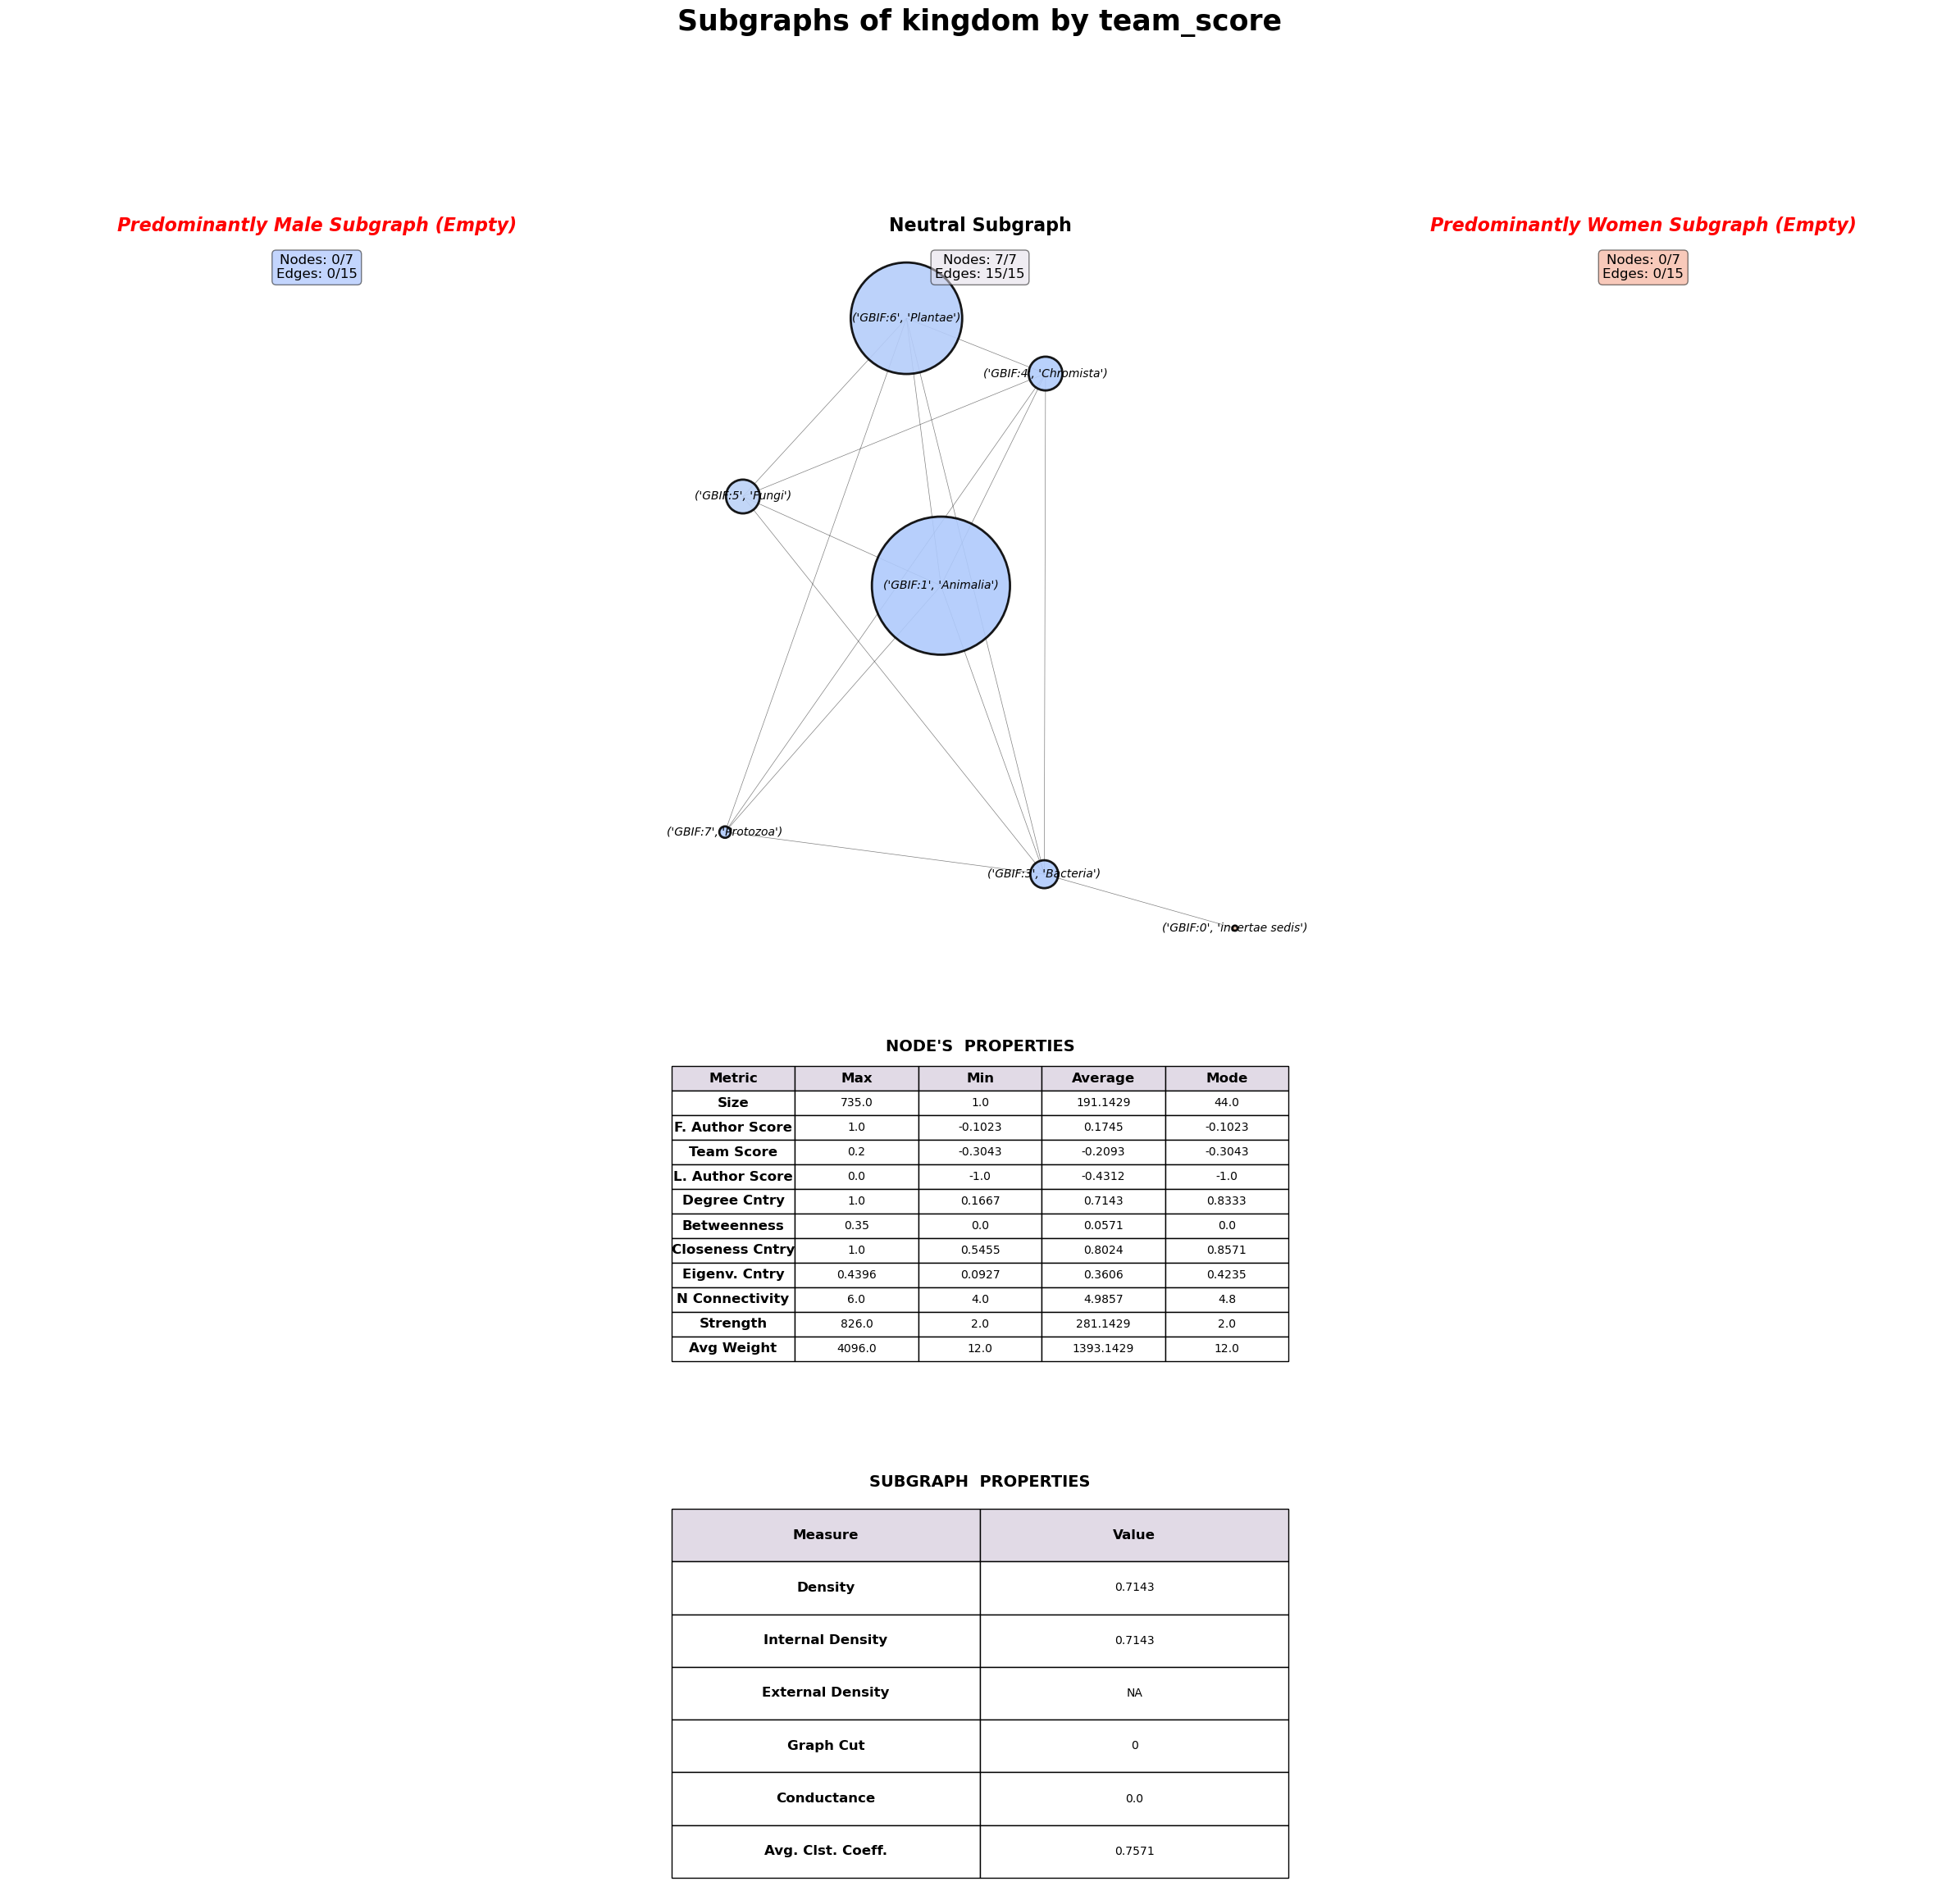 Subgraphs of kingdom by team_score
Predominantly Male Subgraph (Empty)
Nodes: 0/7
Edges: 0/15
Neutral Subgraph
Nodes: 7/7
Edges: 15/15
Predominantly Women Subgraph (Empty)
Nodes: 0/7
Edges: 0/15
('GBIF:6', 'Plantae')
('GBIF:4', 'Chromista')
('GBIF:5', 'Fungi')
('GBIF:1', 'Animalia')
('GBIF:7', 'Protozoa')
('GBIF:3', 'Bacteria')
('GBIF:0', 'incertae sedis')
NODE'S PROPERTIES
Metric Max Min Average Mode
Size 735.0 1.0 191.1429 44.0
F. Author Score 1.0 -0.1023 0.1745 -0.1023
Team Score 0.2 -0.3043 -0.2093 -0.3043
L. Author Score 0.0 -1.0 -0.4312 -1.0
Degree Cntry 1.0 0.1667 0.7143 0.8333
Betweenness 0.35 0.0 0.0571 0.0
Closeness Cntry 1.0 0.5455 0.8024 0.8571
Eigenv. Cntry 0.4396 0.0927 0.3606 0.4235
N Connectivity 6.0 4.0 4.9857 4.8
Strength 826.0 2.0 281.1429 2.0
Avg Weight 4096.0 12.0 1393.1429 12.0
SUBGRAPH PROPERTIES
Measure Value
Density 0.7143
Internal Density 0.7143
External Density NA
Graph Cut 0
Conductance 0.0
Avg. Clst. Coeff. 0.7571